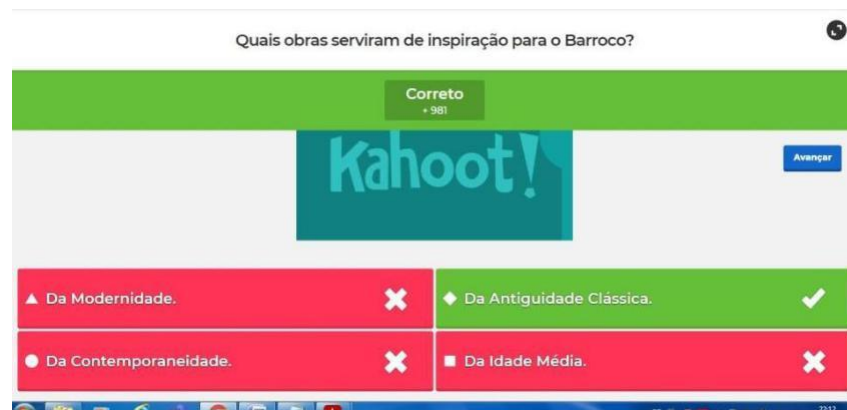 Quais obras serviram de inspiração para o Barroco?
Correto
+ 981
Kahoot!
Avançar
Da Modernidade.
Da Antiguidade Clássica.
Da Contemporaneidade.
Da Idade Média.